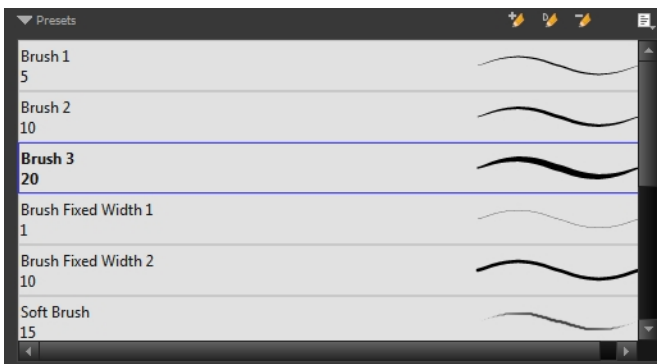 Presets
D
Brush 1
5
Brush 2
10
Brush 3
20
Brush Fixed Width 1
1
Brush Fixed Width 2
10
Soft Brush
15